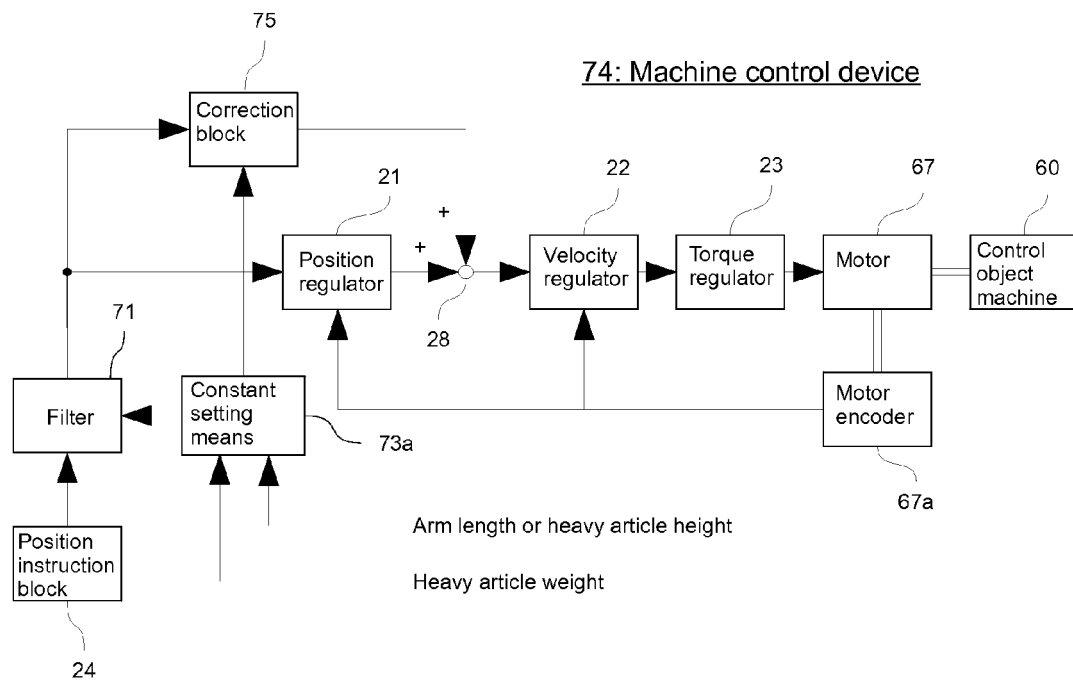 75
74: Machine control device
Correction
block
21
22
23
67
60
+
+
Position
regulator
Velocity
regulator
Torque
regulator
Motor
Control
object
machine
28
71
Filter
Constant
setting
means
73a
Motor
encoder
67a
Position
instruction
block
Arm length or heavy article height
Heavy article weight
24